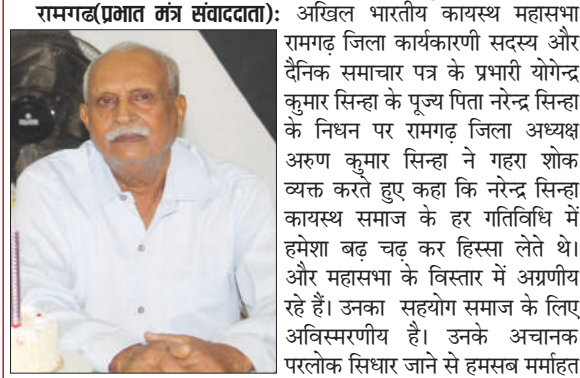 रामगढ(प्रभात मंत्र संवाददाता): अखिल भारतीय कायस्थ महासभा
रामगढ़ जिला कार्यकारणी सदस्य और
दैनिक समाचार पत्र के प्रभारी योगेन्द्र
कुमार सिन्हा के पूज्य पिता नरेन्द्र सिन्हा
के निधन पर रामगढ़ जिला अध्यक्ष
अरुण कुमार सिन्हा ने गहरा शोक
व्यक्त करते हुए कहा कि नरेन्द्र सिन्हा
कायस्थ समाज के हर गतिविधि में
हमेशा बढ़ चढ़ कर हिस्सा लेते थे।
और महासभा के विस्तार में अग्रणीय
रहे हैं। उनका सहयोग समाज के लिए
अविस्मरणीय है। उनके अचानक
परलोक सिधार जाने से हमसब मर्माहत